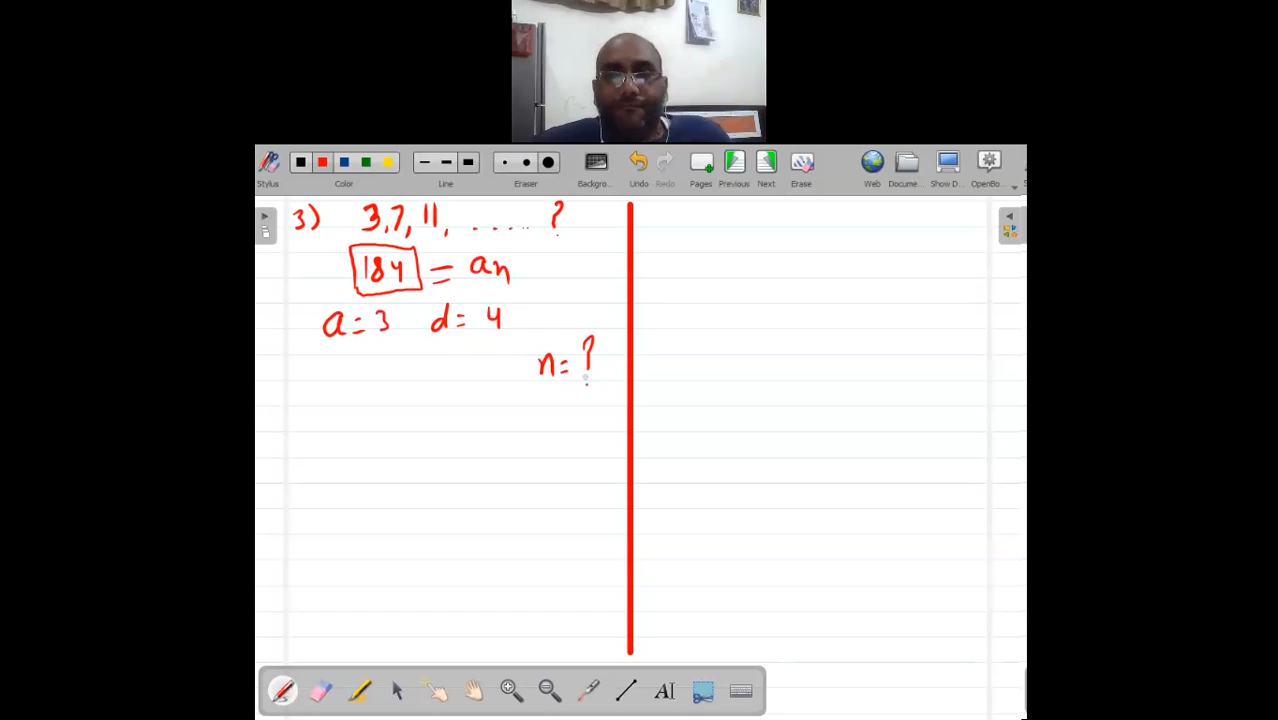 Stylus
Color
Line
Eraser
Backgro...
Undo
Redo
Pages
Previous
Next
Erase
Web
Docume...
Show D...
OpenBo...
3) 3,7,11, ...... ?
184 = an
a = 3 d = 4
n = ?
AI